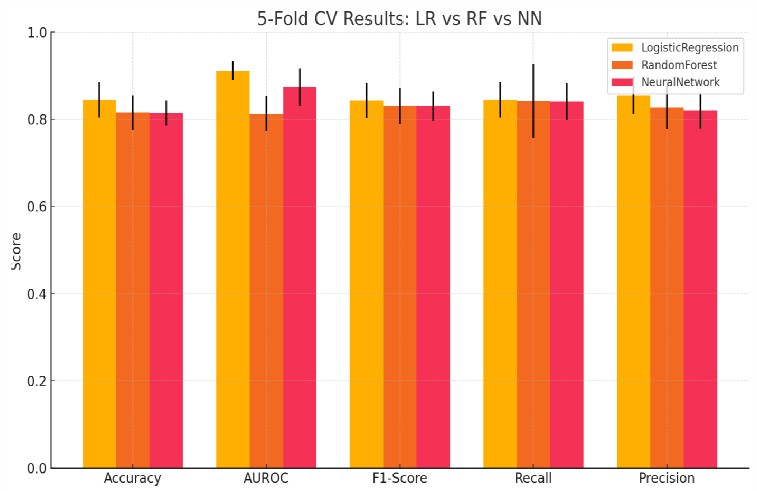 5-Fold CV Results: LR vs RF vs NN
LogisticRegression
RandomForest
NeuralNetwork
Score
1.0
0.8
0.6
0.4
0.2
0.0
Accuracy
AUROC
F1-Score
Recall
Precision